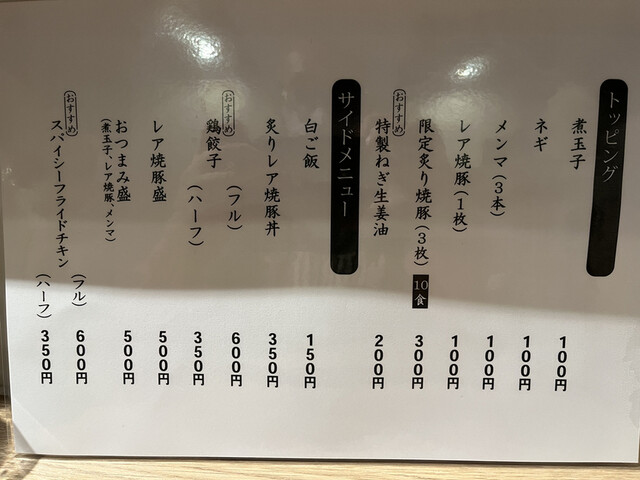 トッピング
煮玉子 100円
ネギ 100円
メンマ(3本) 100円
レア焼豚(1枚) 100円
限定炙り焼豚(3枚) 10食 300円
おすすめ
特製ねぎ生姜油 200円
サイドメニュー
白ご飯 150円
炙りレア焼豚丼 350円
おすすめ
鶏餃子 (フル) 600円
(ハーフ) 350円
レア焼豚盛 500円
おつまみ盛 500円
(煮玉子、レア焼豚、メンマ)
おすすめ
スパイシーフライドチキン (フル) 600円
(ハーフ) 350円